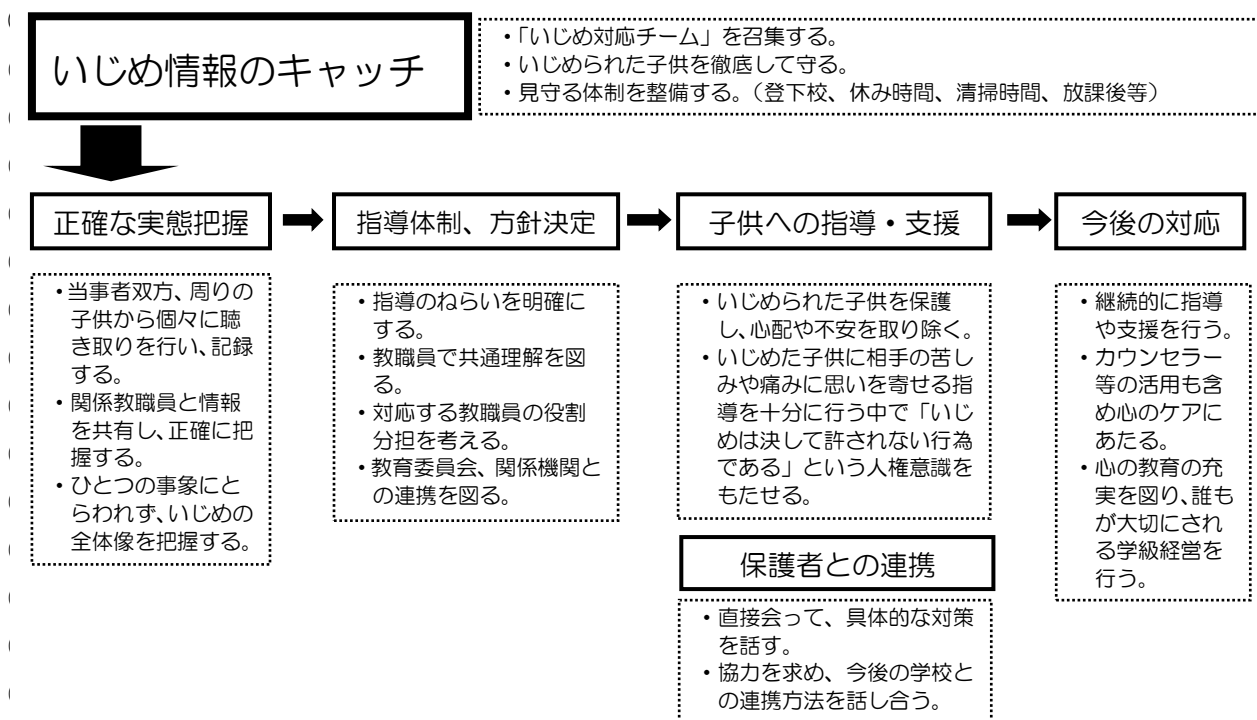 いじめ情報のキャッチ
・「いじめ対応チーム」を召集する。
・いじめられた子供を徹底して守る。
・見守る体制を整備する。（登下校、休み時間、清掃時間、放課後等）
正確な実態把握
・当事者双方、周りの
子供から個々に聴
き取りを行い、記録
する。
・関係教職員と情報
を共有し、正確に把
握する。
・ひとつの事象にと
らわれず、いじめの
全体像を把握する。
指導体制、方針決定
・指導のねらいを明確に
する。
・教職員で共通理解を図
る。
・対応する教職員の役割
分担を考える。
・教育委員会、関係機関と
の連携を図る。
子供への指導・支援
・いじめられた子供を保護
し、心配や不安を取り除く。
・いじめた子供に相手の苦し
みや痛みに思いを寄せる指
導を十分に行う中で「いじ
めは決して許されない行為
である」という人権意識を
もたせる。
保護者との連携
・直接会って、具体的な対策
を話す。
・協力を求め、今後の学校と
の連携方法を話し合う。
今後の対応
・継続的に指導
や支援を行う。
・カウンセラー
等の活用も含
め心のケアに
あたる。
・心の教育の充
実を図り、誰も
が大切にされ
る学級経営を
行う。